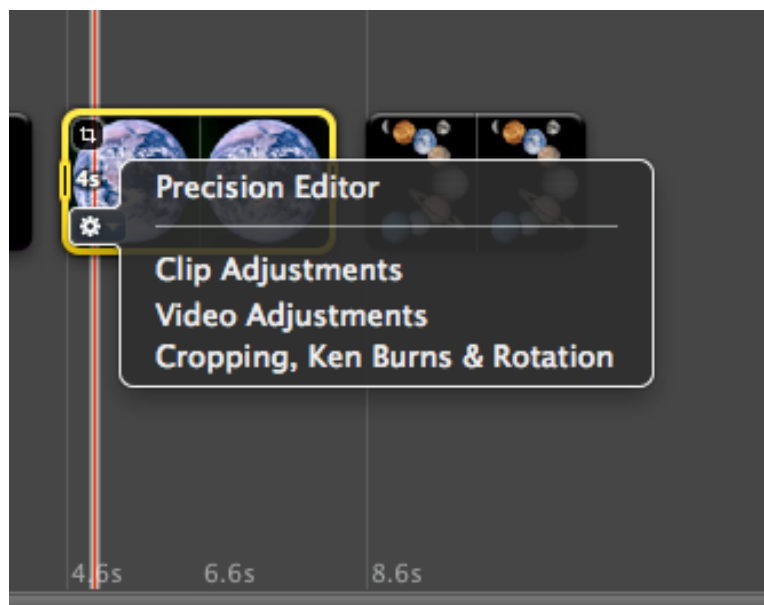 4s
Precision Editor
Clip Adjustments
Video Adjustments
Cropping, Ken Burns & Rotation
4.6s 6.6s 8.6s